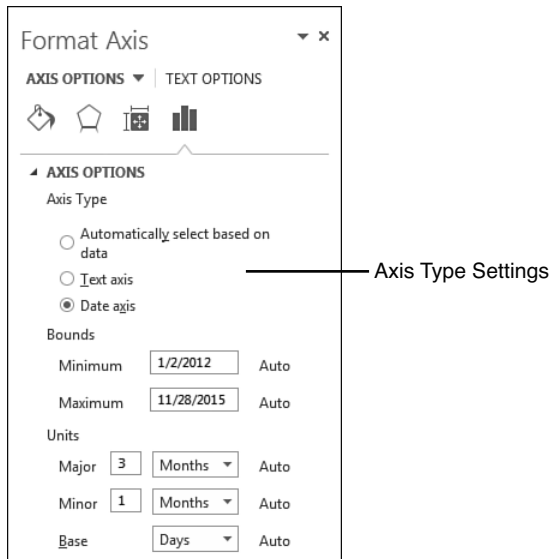 Format Axis
AXIS OPTIONS TEXT OPTIONS
AXIS OPTIONS
Axis Type
Automatically select based on
data
Text axis
Date axis
Axis Type Settings
Bounds
Minimum 1/2/2012 Auto
Maximum 11/28/2015 Auto
Units
Major 3 Months Auto
Minor 1 Months Auto
Base Days Auto